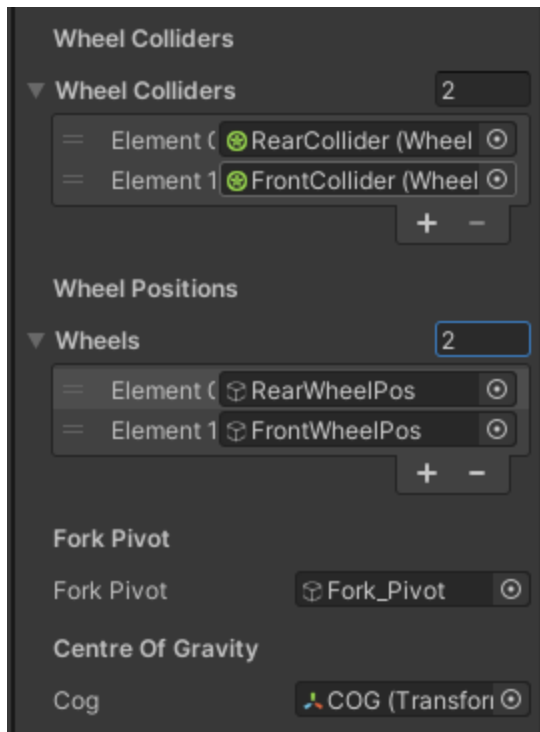 Wheel Colliders
Wheel Colliders 2
Element ( RearCollider (Wheel
Element 1 FrontCollider (Wheel
+ -
Wheel Positions
Wheels 2
Element ( RearWheelPos
Element 1 FrontWheelPos
+ -
Fork Pivot
Fork Pivot Fork_Pivot
Centre Of Gravity
Cog COG (Transfor